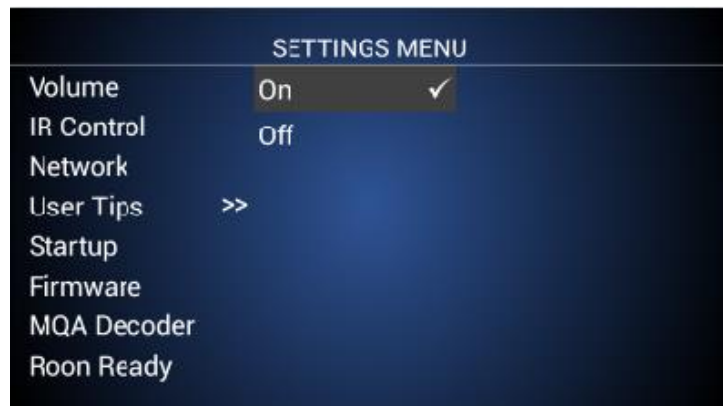 SETTINGS MENU
Volume
On ✓
IR Control
Off
Network
User Tips >>
Startup
Firmware
MQA Decoder
Roon Ready